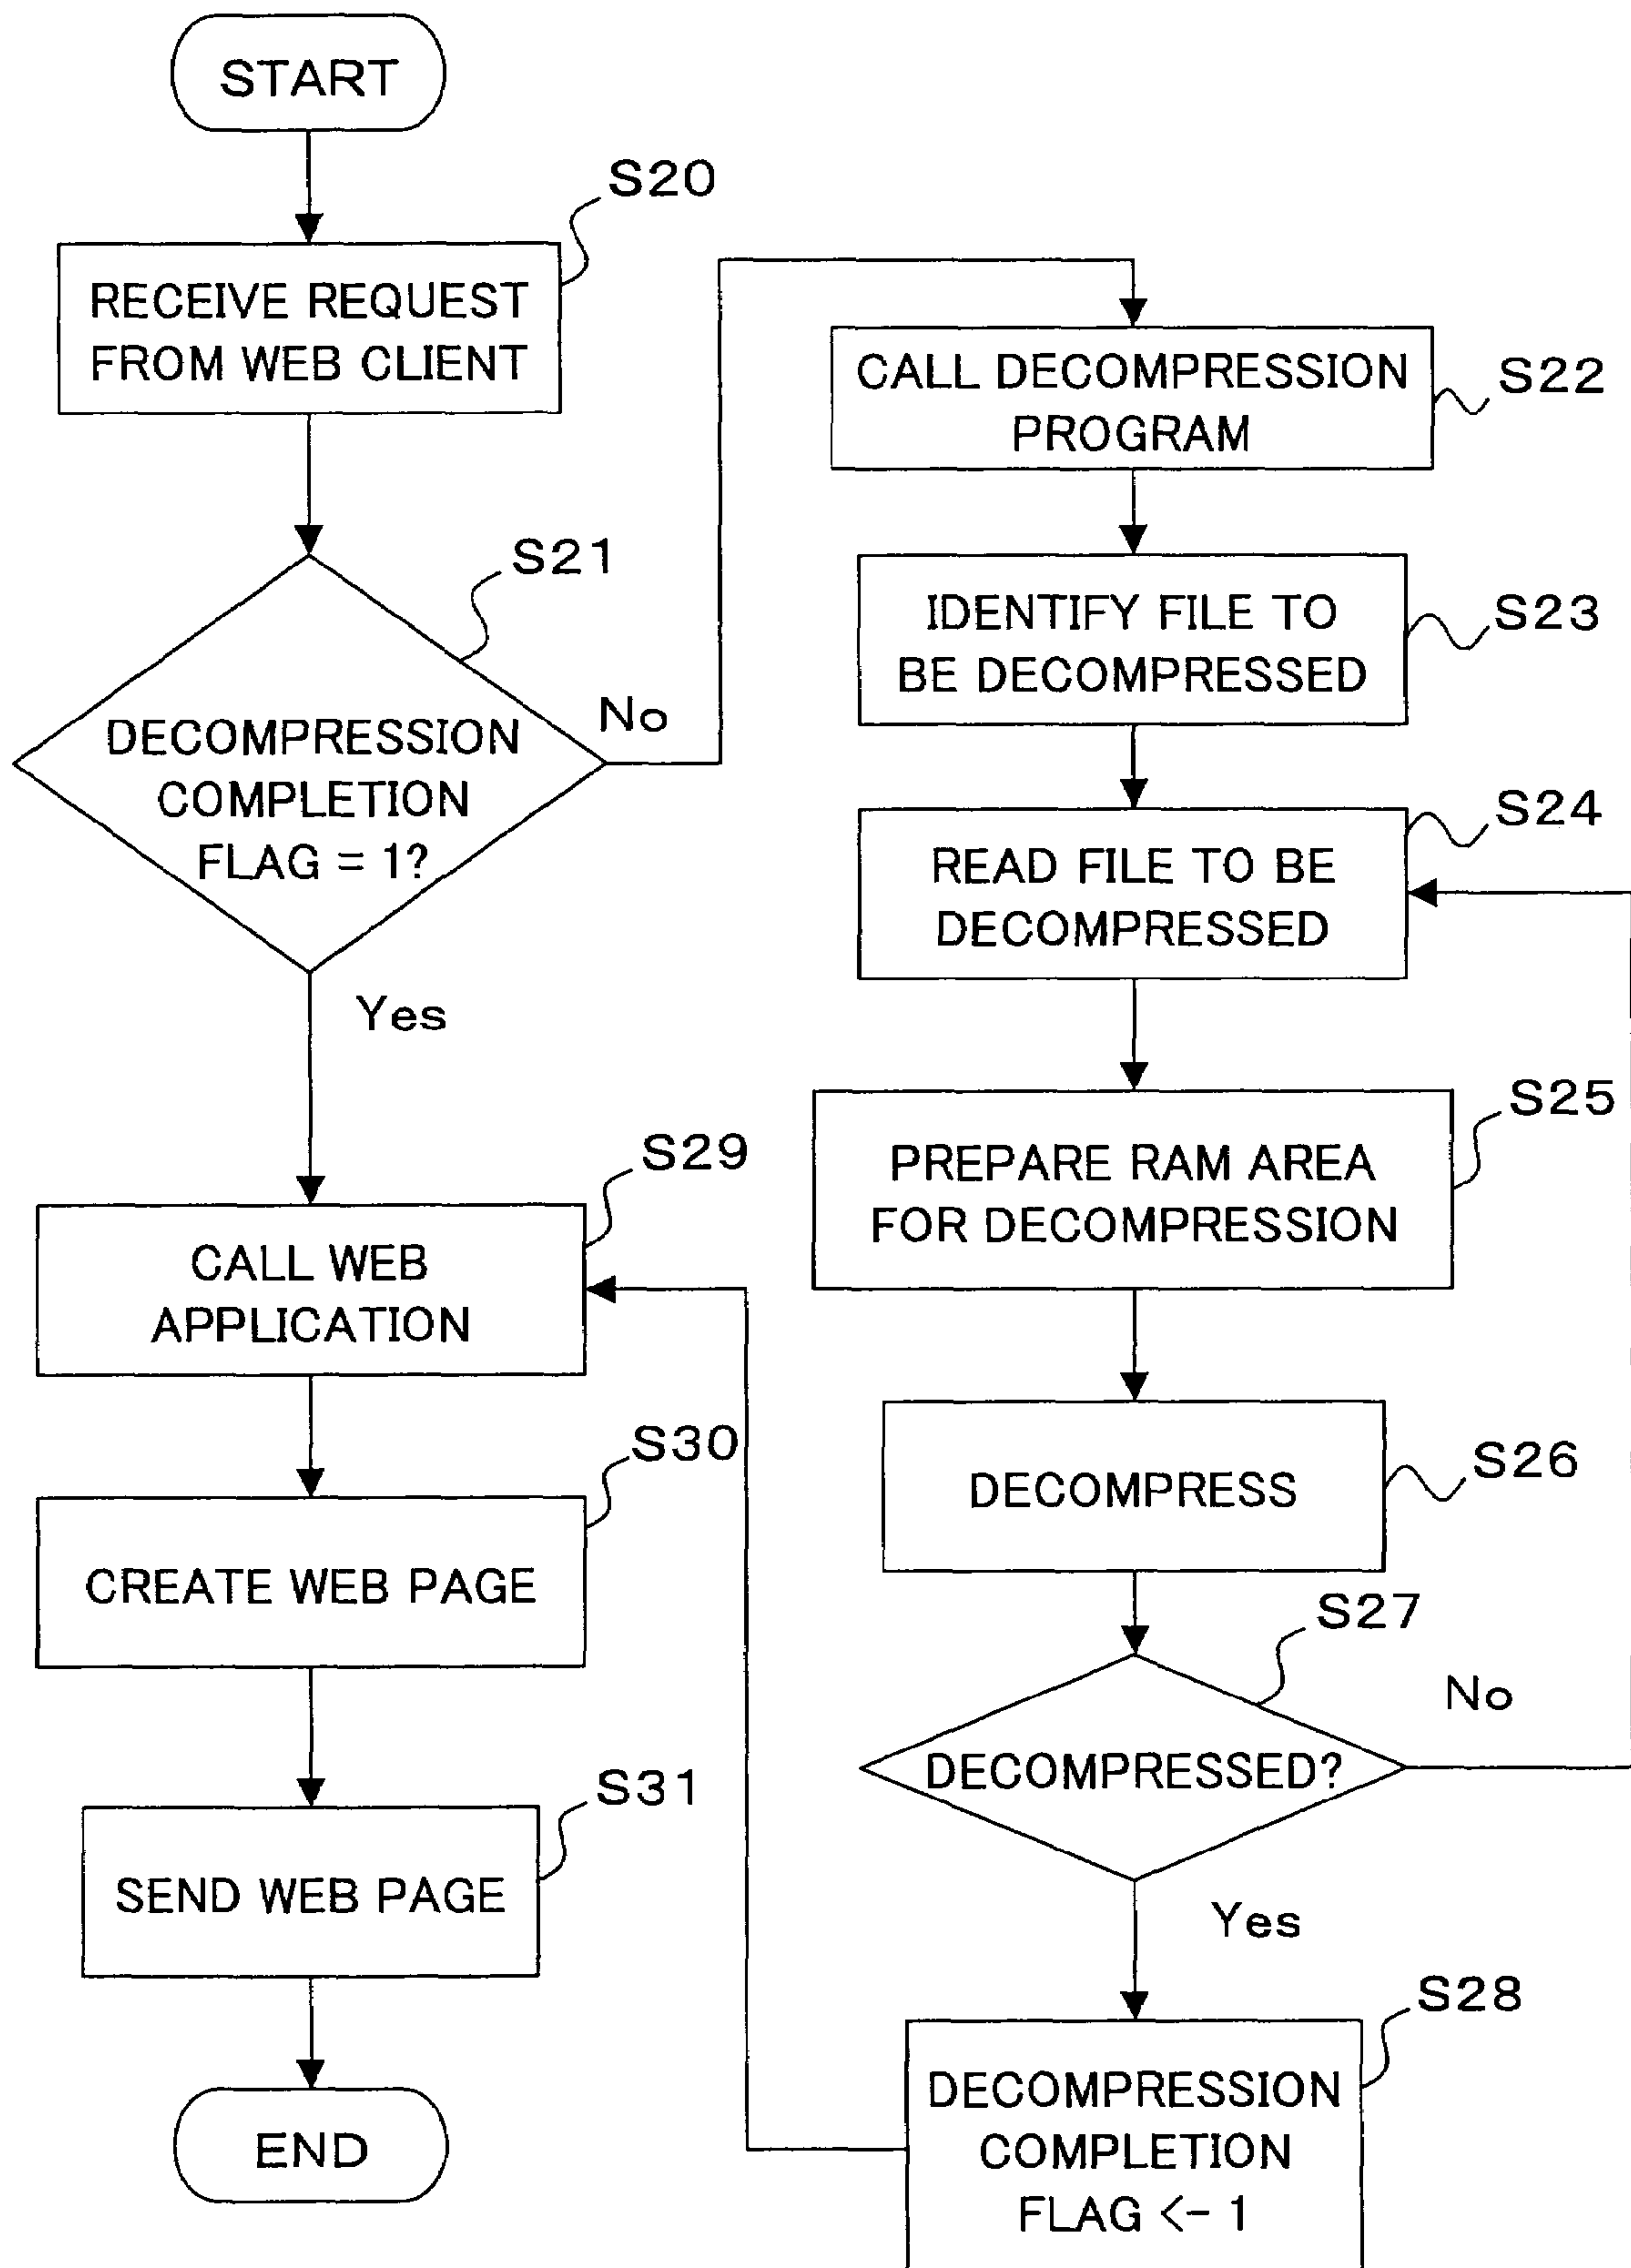 START
S20
RECEIVE REQUEST
FROM WEB CLIENT
S21
DECOMPRESSION
COMPLETION
FLAG = 1?
No
Yes
S22
CALL DECOMPRESSION
PROGRAM
S23
IDENTIFY FILE TO
BE DECOMPRESSED
S24
READ FILE TO BE
DECOMPRESSED
S25
PREPARE RAM AREA
FOR DECOMPRESSION
S26
DECOMPRESS
S27
DECOMPRESSED?
No
Yes
S28
DECOMPRESSION
COMPLETION
FLAG <- 1
S29
CALL WEB
APPLICATION
S30
CREATE WEB PAGE
S31
SEND WEB PAGE
END